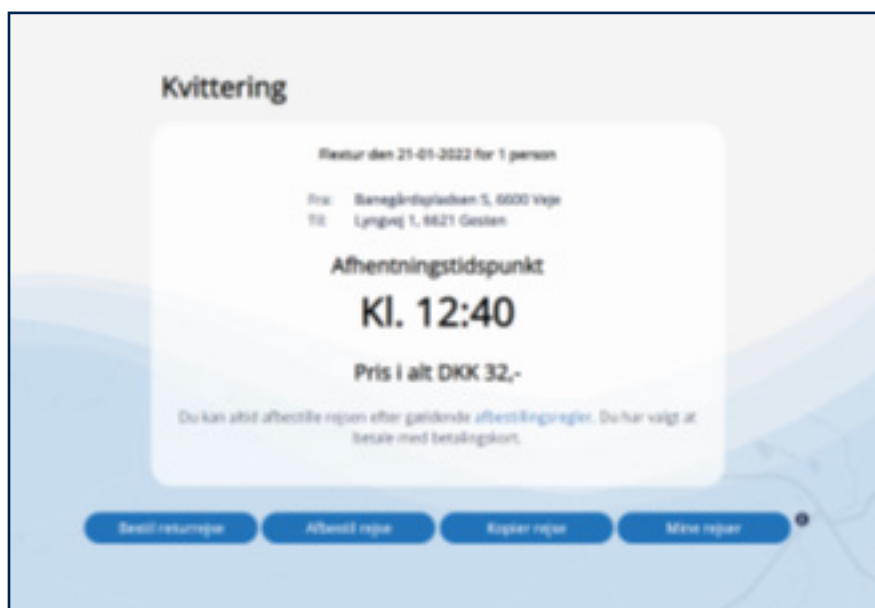 Kvittering
Flextur den 21-01-2022 for 1 person
Fra: Banegårdspladsen 5, 6600 Veje
Til: Lyngvej 1, 6621 Gesten
Afhentningstidspunkt
Kl. 12:40
Pris i alt DKK 32,-
Du kan altid afbestille rejsen efter gældende afbestillingsregler. Du har valgt at
betale med betalingskort.
Bestil returrejse Afbestil rejse Kopier rejse Mine rejser